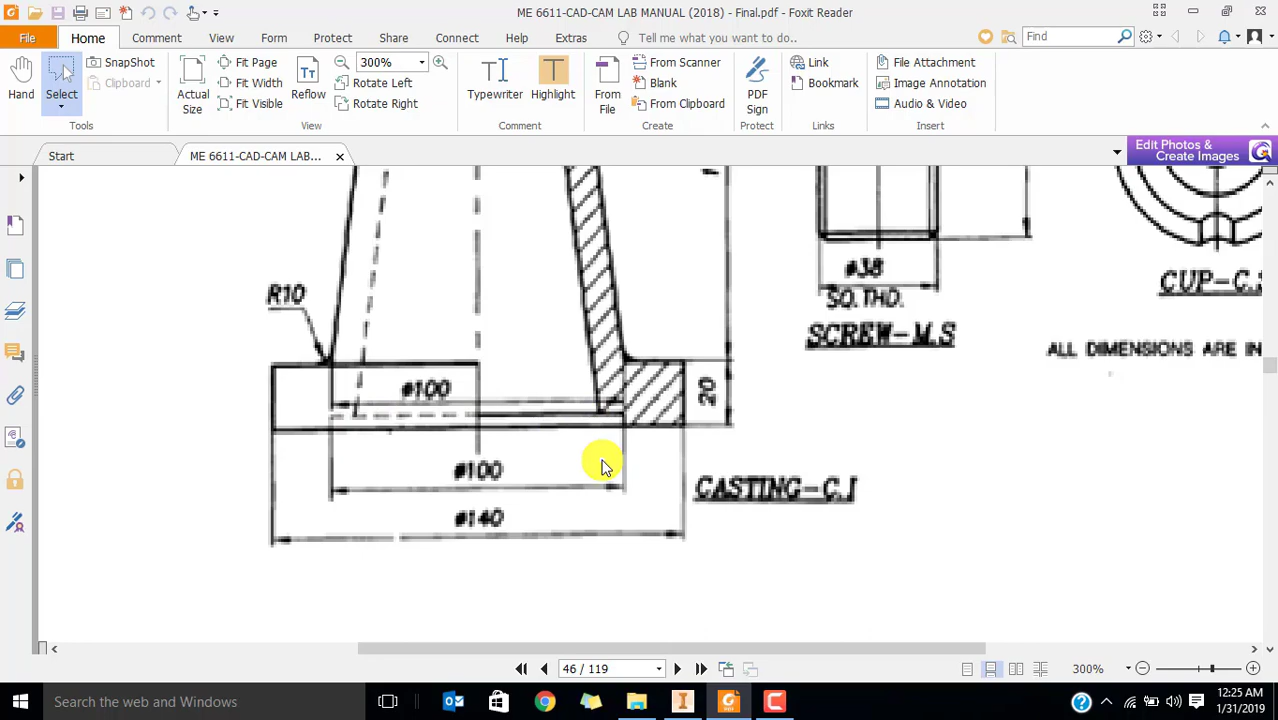 ME 6611-CAD-CAM LAB MANUAL (2018) - Final.pdf - Foxit Reader
File Home Comment View Form Protect Share Connect Help Extras Tell me what you want to do.. Find
Hand
Select
SnapShot
Clipboard
Tools
Actual Size
Fit Page
Fit Width
Fit Visible
Reflow
300%
Rotate Left
Rotate Right
View
Typewriter
Highlight
Comment
From File
From Scanner
Blank
From Clipboard
Create
PDF Sign
Protect
Link
Bookmark
Links
File Attachment
Image Annotation
Audio & Video
Insert
Start
ME 6611-CAD-CAM LAB...
Edit Photos &
Create Images
R10
ø38
SQ.THD.
SCREW-M.S
CUP-C.
ALL DIMENSIONS ARE IN
ø100
20
ø100
CASTING-C.I
ø140
46 / 119
300%
Search the web and Windows
12:25 AM
1/31/2019